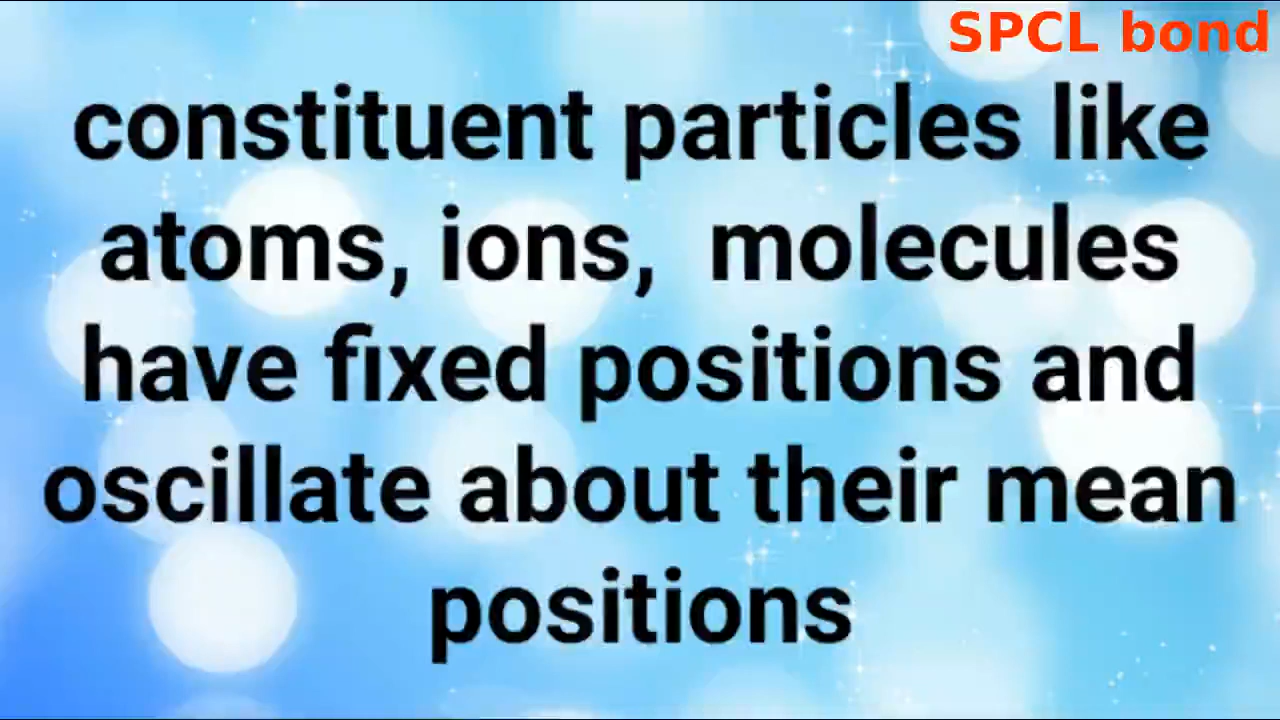 SPCL bond
constituent particles like
atoms, ions, molecules
have fixed positions and
oscillate about their mean
positions